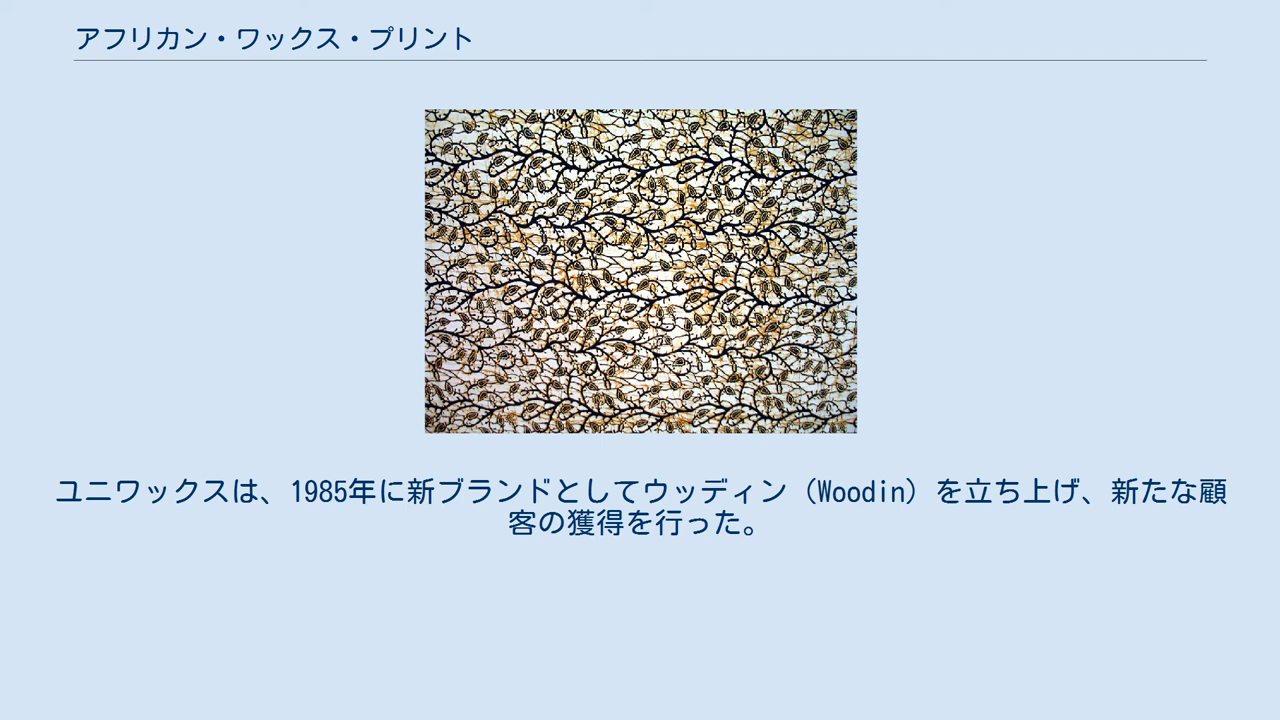 アフリカン・ワックス・プリント
ユニワックスは、1985年に新ブランドとしてウッディン（Woodin）を立ち上げ、新たな顧
客の獲得を行った。